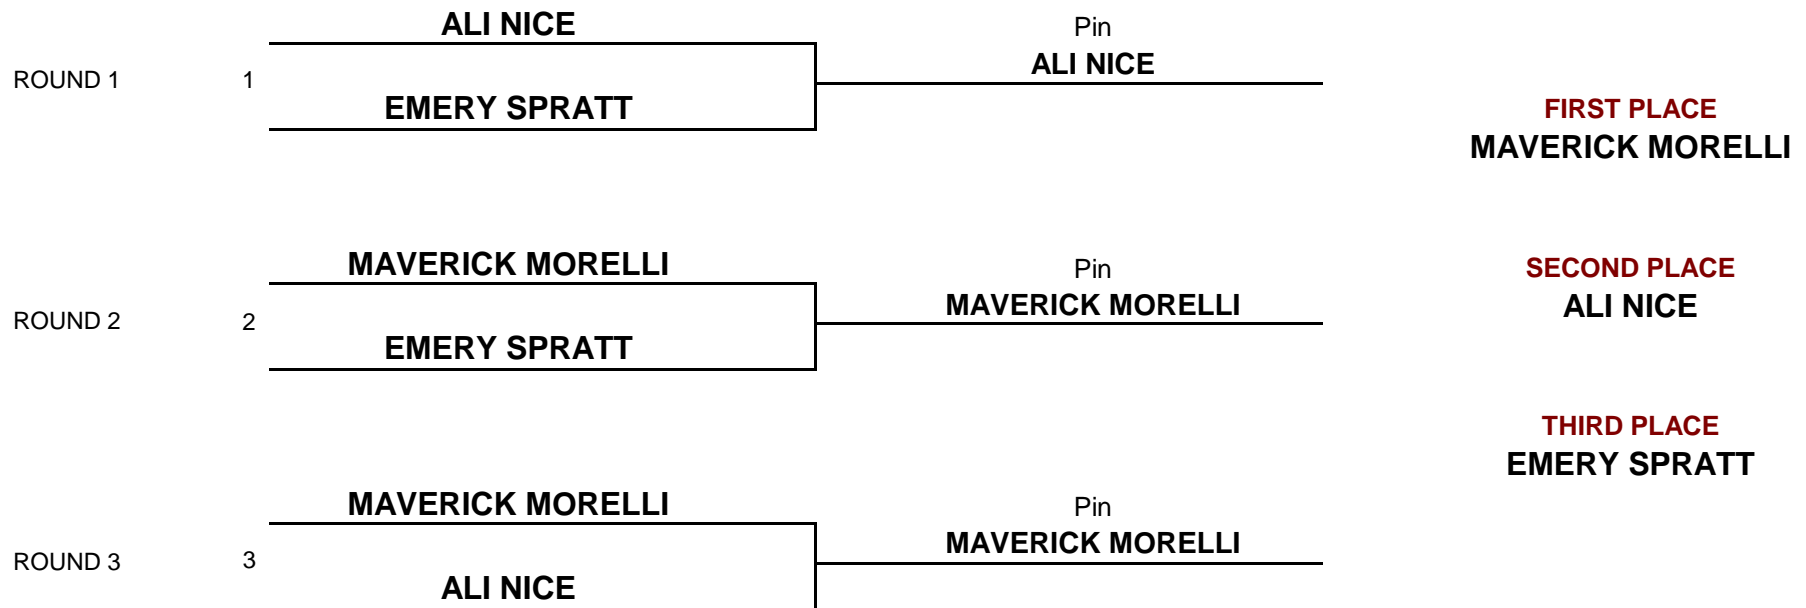 ALI NICE
Pin
ALI NICE
ROUND 1
1
EMERY SPRATT
FIRST PLACE
MAVERICK MORELLI
MAVERICK MORELLI
Pin
SECOND PLACE
MAVERICK MORELLI
ALI NICE
ROUND 2
2
EMERY SPRATT
THIRD PLACE
EMERY SPRATT
MAVERICK MORELLI
Pin
MAVERICK MORELLI
ROUND 3
3
ALI NICE